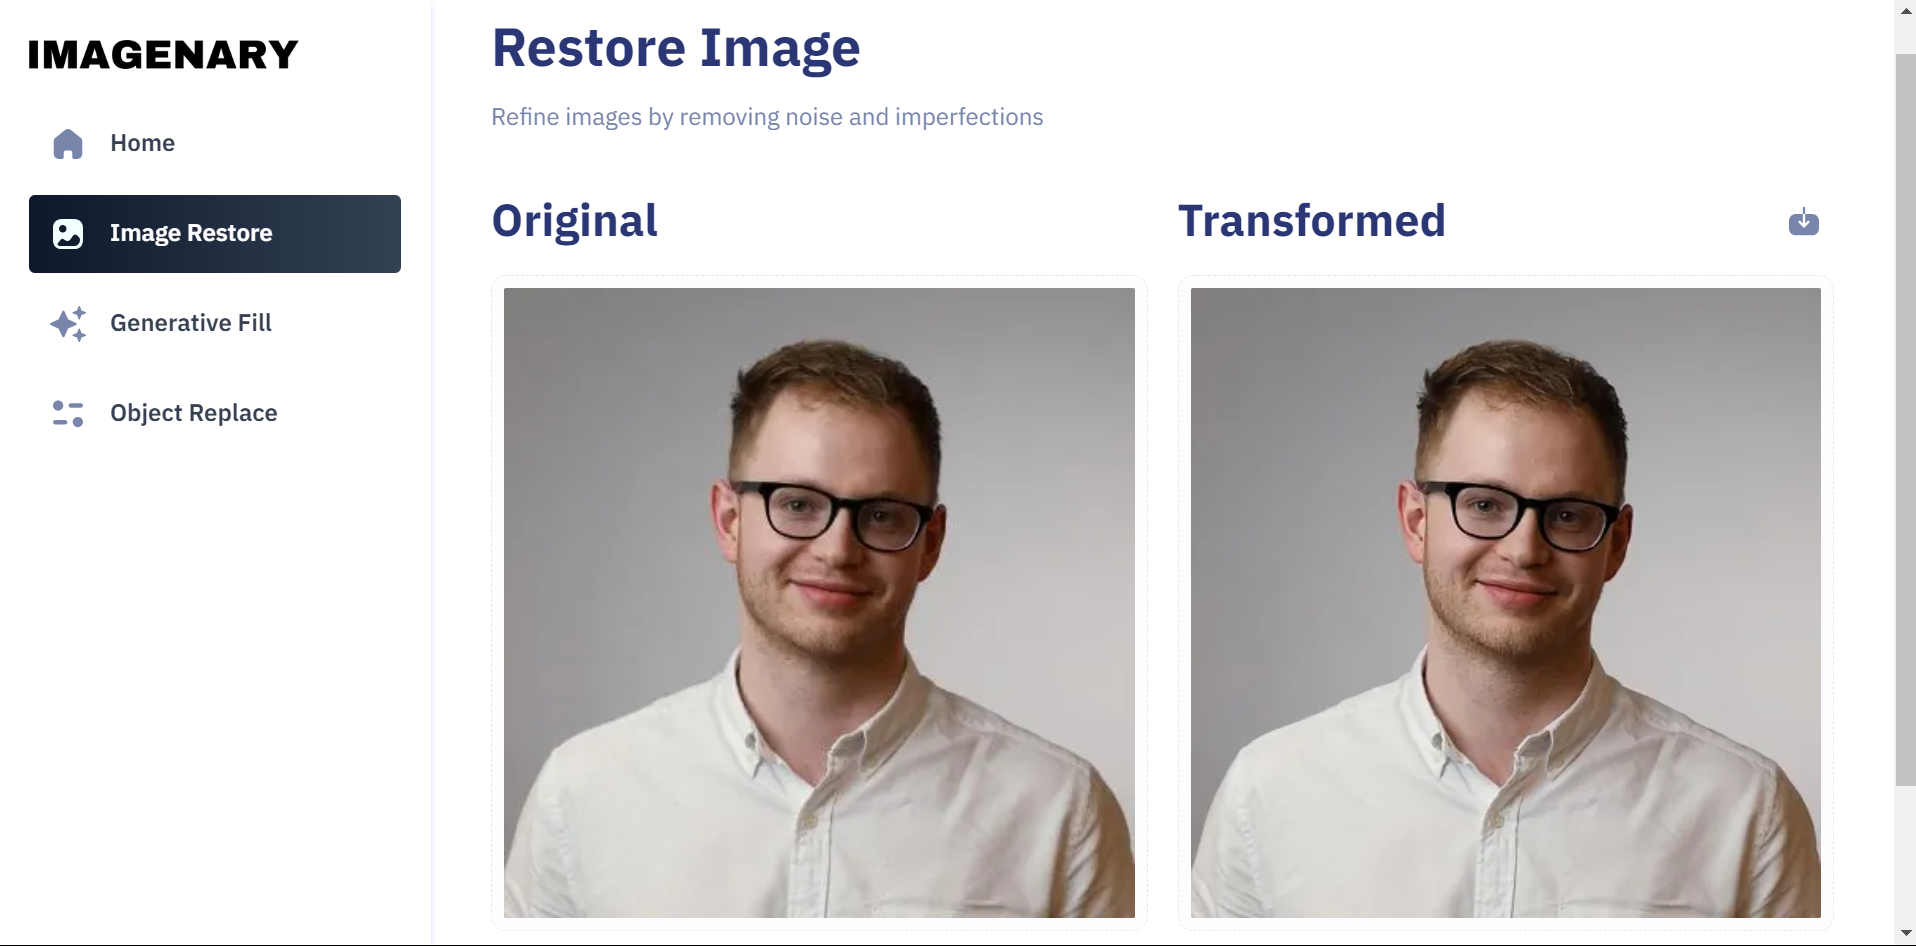 IMAGENARY
Home
Image Restore
Generative Fill
Object Replace
Restore Image
Refine images by removing noise and imperfections
Original
Transformed